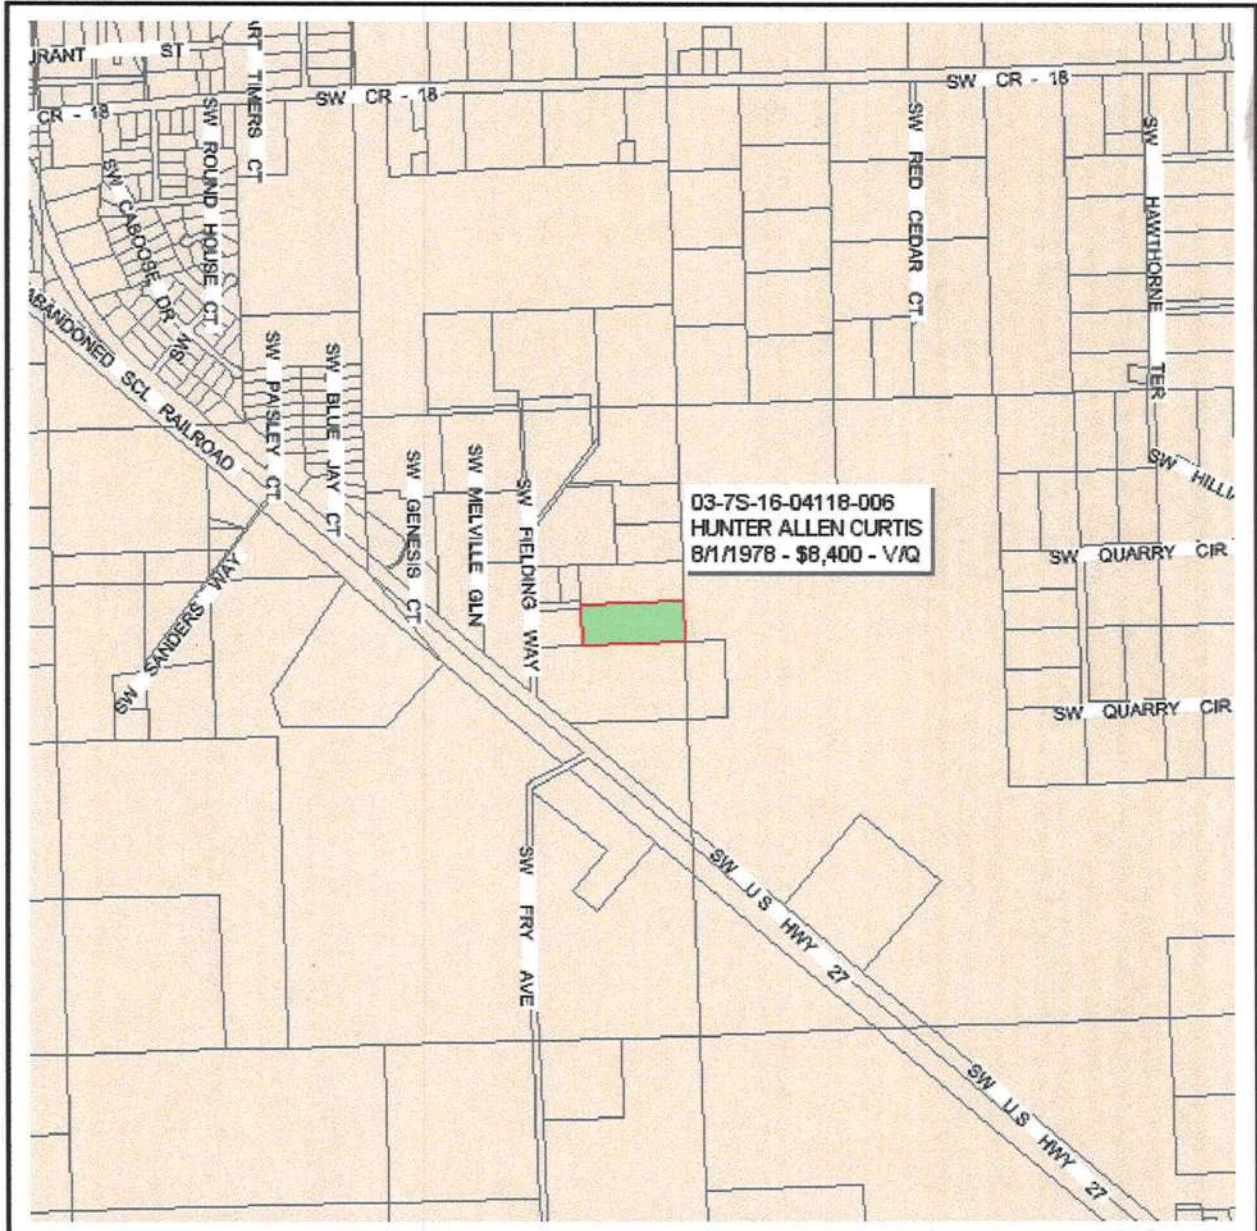 URANT ST
ART TIMERS CT
SW CR - 18
SW CR - 18
CR - 18
SW ROUND HOUSE CT
SW CABOOSE DR
SW
SW RED CEDAR CT
SW HAWTHORNE TER
ABANDONED SCL RAILROAD
SW PAISLEY CT
SW BLUE JAY CT
SW GENESIS CT
SW MELVILLE GLN
SW FIELDING WAY
SW HILLI
03-7S-16-04118-006
HUNTER ALLEN CURTIS
8/1/1978 - $8,400 - V/Q
SW QUARRY CIR
SW SANDERS WAY
SW QUARRY CIR
SW FRY AVE
SW US HWY 27
SW US HWY 27